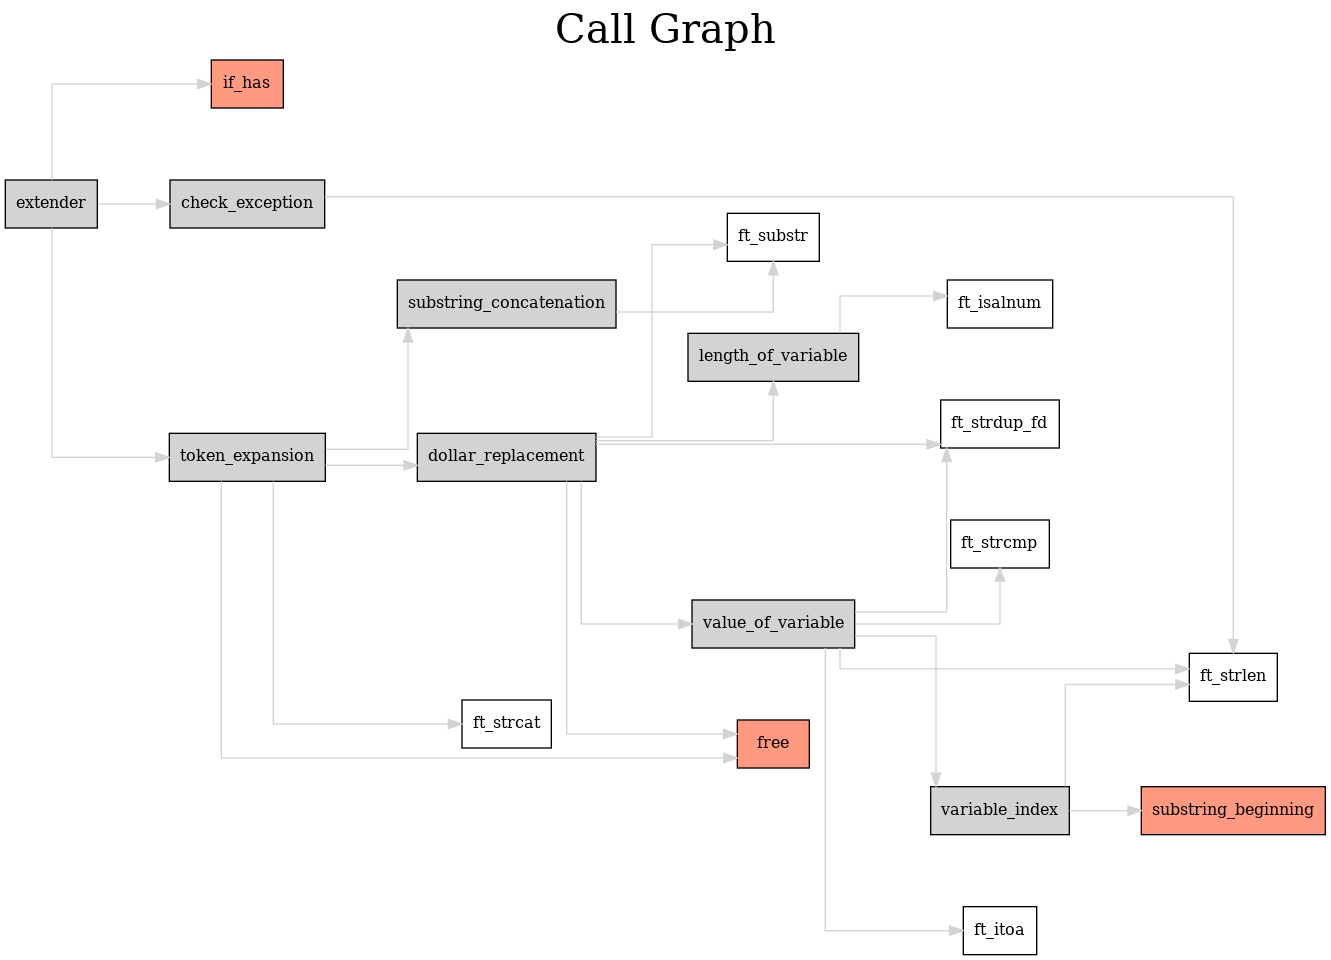 Call Graph
if_has
extender
check_exception
ft_substr
substring_concatenation
ft_isalnum
length_of_variable
ft_strdup_fd
token_expansion
dollar_replacement
ft_strcmp
value_of_variable
ft_strlen
ft_strcat
free
variable_index
substring_beginning
ft_itoa